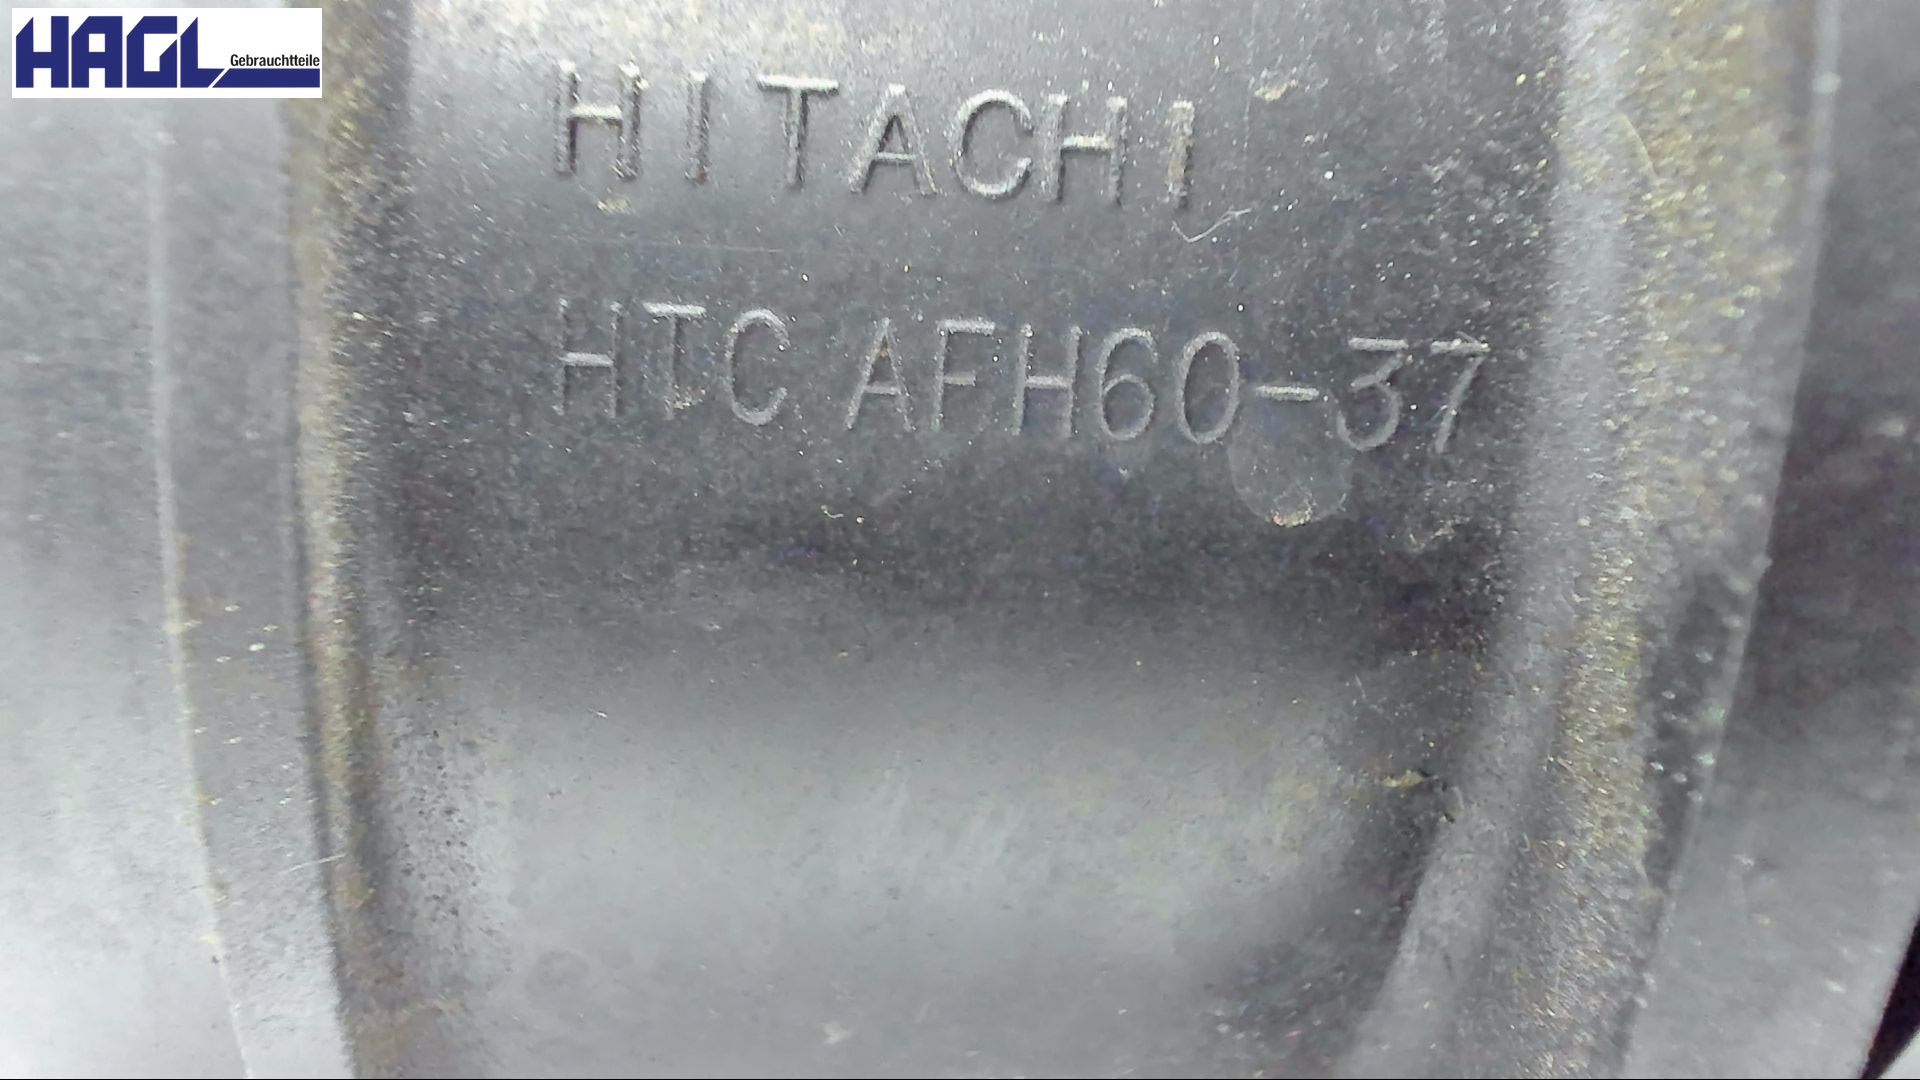 HAGL
Gebrauchtteile
HITACHI
HTC AFH60-37